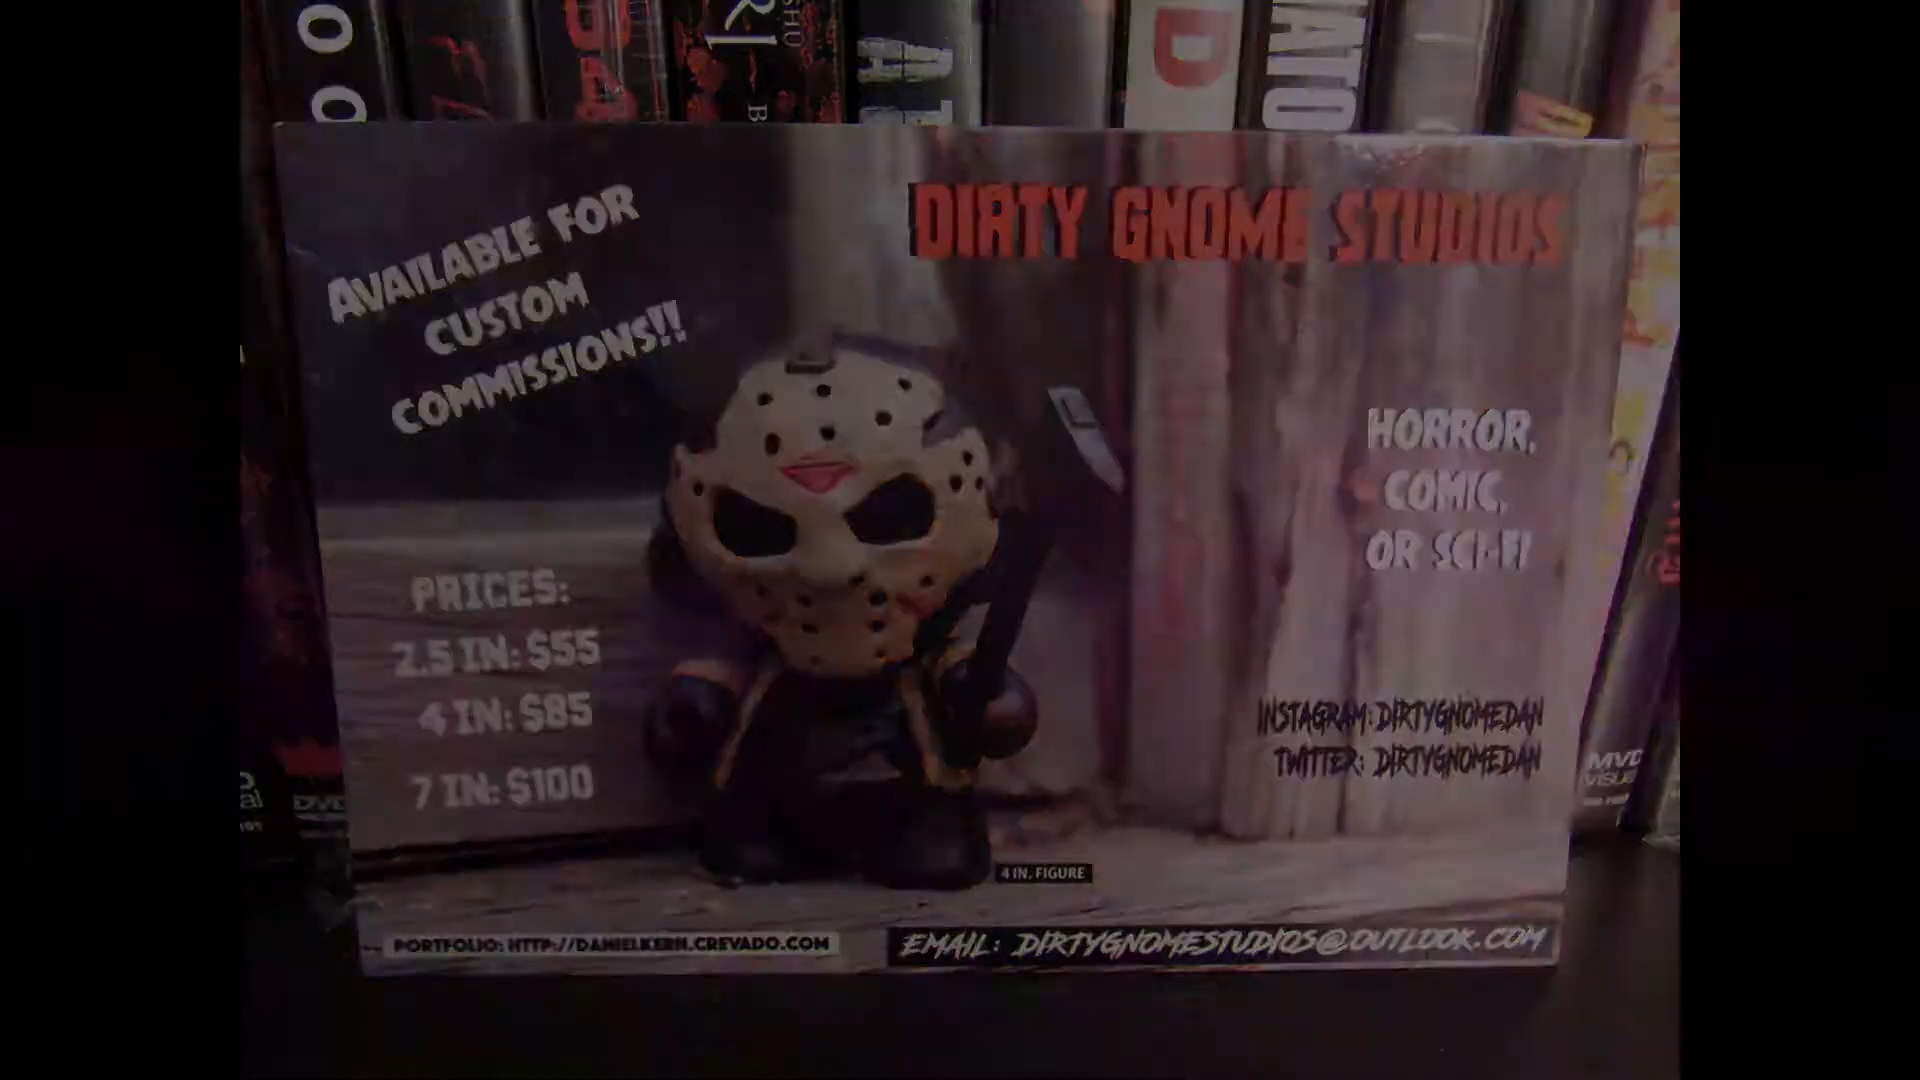 AVAILABLE FOR
CUSTOM
COMMISSIONS!!
DIRTY GNOME STUDIOS
HORROR,
COMIC,
OR SCI-FI
PRICES:
2.5 IN: $55
4 IN: $85
7 IN: $100
INSTAGRAM: DIRTYGNOMEDAN
TWITTER: DIRTYGNOMEDAN
4 IN. FIGURE
PORTFOLIO: HTTP://DANIELKERN.CREVADO.COM
EMAIL: DIRTYGNOMESTUDIOS@OUTLOOK.COM
MVD
DVD